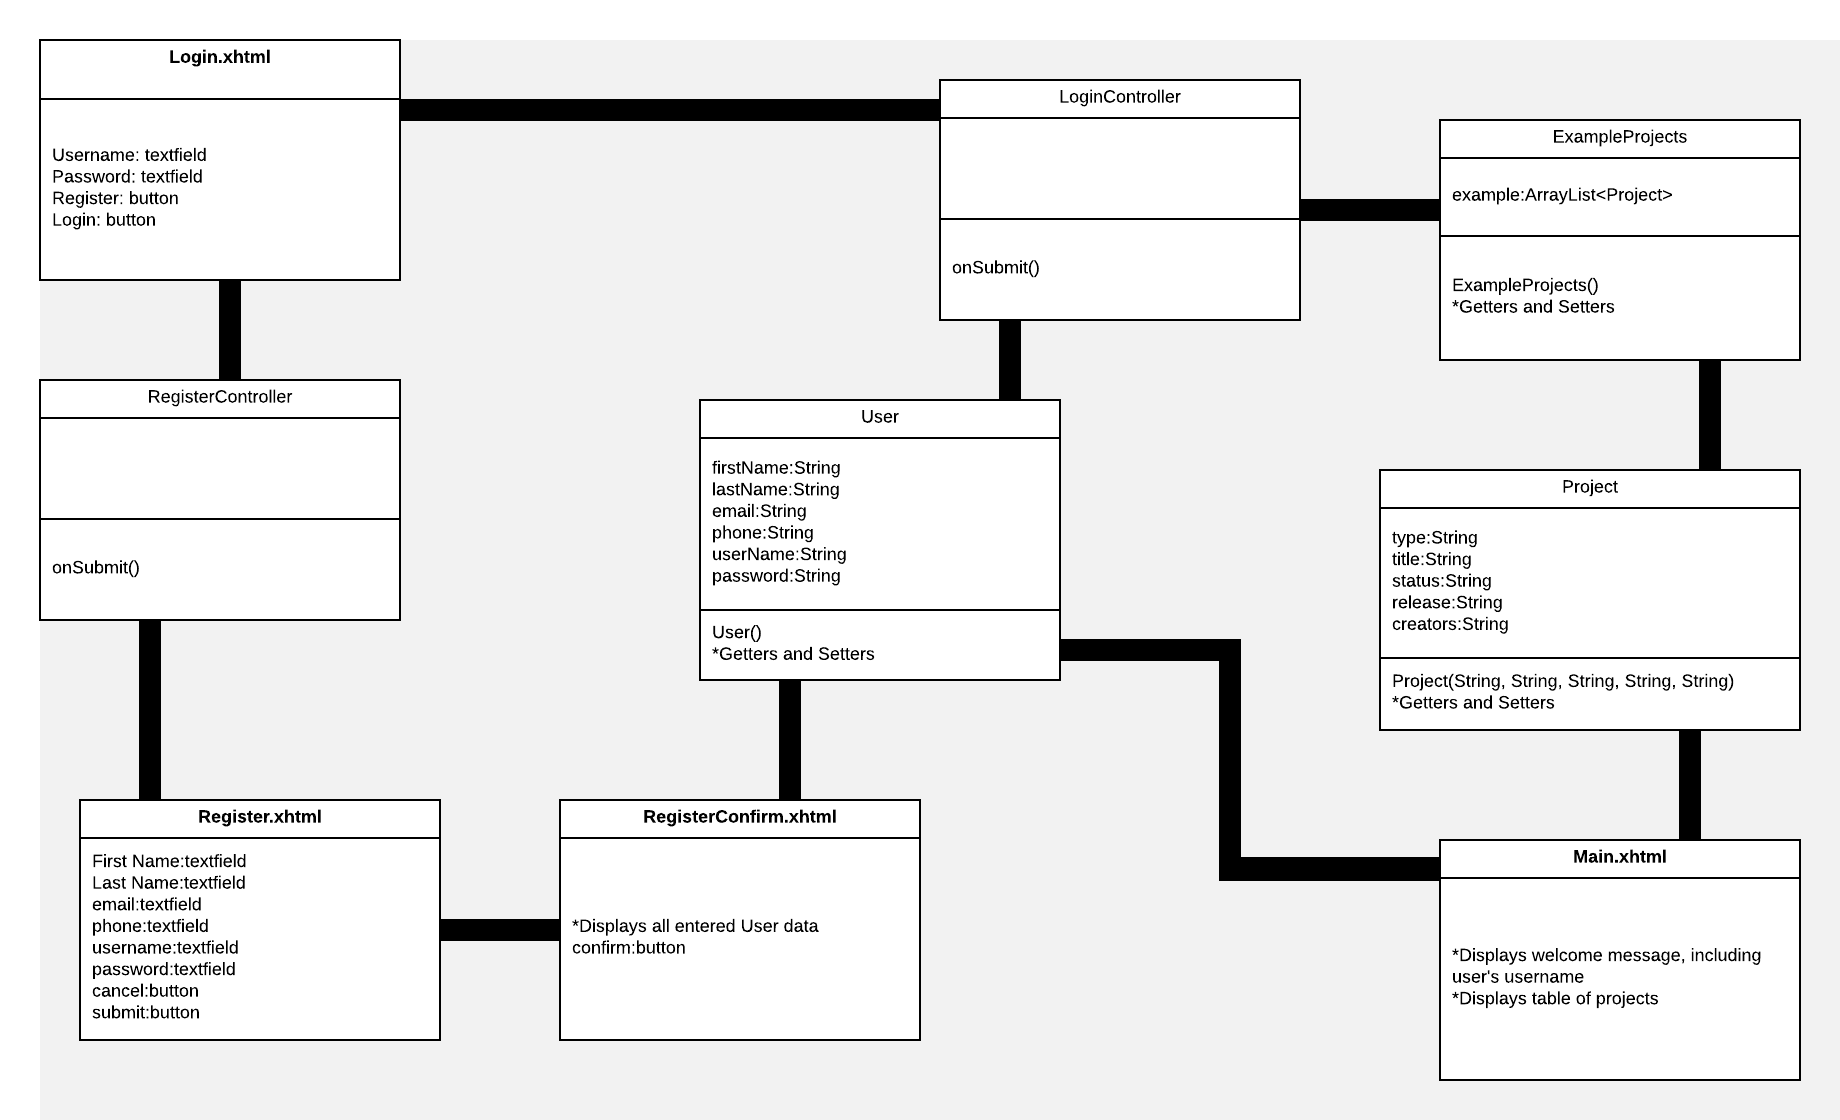 Login.xhtml
Username: textfield
Password: textfield
Register: button
Login: button
LoginController
onSubmit()
ExampleProjects
example:ArrayList<Project>
ExampleProjects()
*Getters and Setters
RegisterController
onSubmit()
User
firstName:String
lastName:String
email:String
phone:String
userName:String
password:String
User()
*Getters and Setters
Project
type:String
title:String
status:String
release:String
creators:String
Project(String, String, String, String, String)
*Getters and Setters
Register.xhtml
First Name:textfield
Last Name:textfield
email:textfield
phone:textfield
username:textfield
password:textfield
cancel:button
submit:button
RegisterConfirm.xhtml
*Displays all entered User data
confirm:button
Main.xhtml
*Displays welcome message, including
user's username
*Displays table of projects